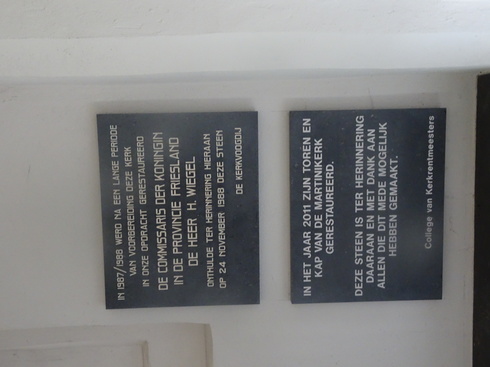 IN 1987/1988 WERD NA EEN LANGE PERIODE
VAN VOORBEREIDING DEZE KERK
IN ONZE OPDRACHT GERESTAUREERD
DE COMMISSARIS DER KONINGIN
IN DE PROVINCIE FRIESLAND
DE HEER H. WIEGEL
ONTHULDE TER HERINNERING HIERAAN
OP 24 NOVEMBER 1988 DEZE STEEN
DE KERKVOOGDIJ
IN HET JAAR 2011 ZIJN TOREN EN
KAP VAN DE MARTINIKERK
GERESTAUREERD.
DEZE STEEN IS TER HERINNERING
DAARAAN EN MET DANK AAN
ALLEN DIE DIT MEDE MOGELIJK
HEBBEN GEMAAKT.
College van Kerkrentmeesters